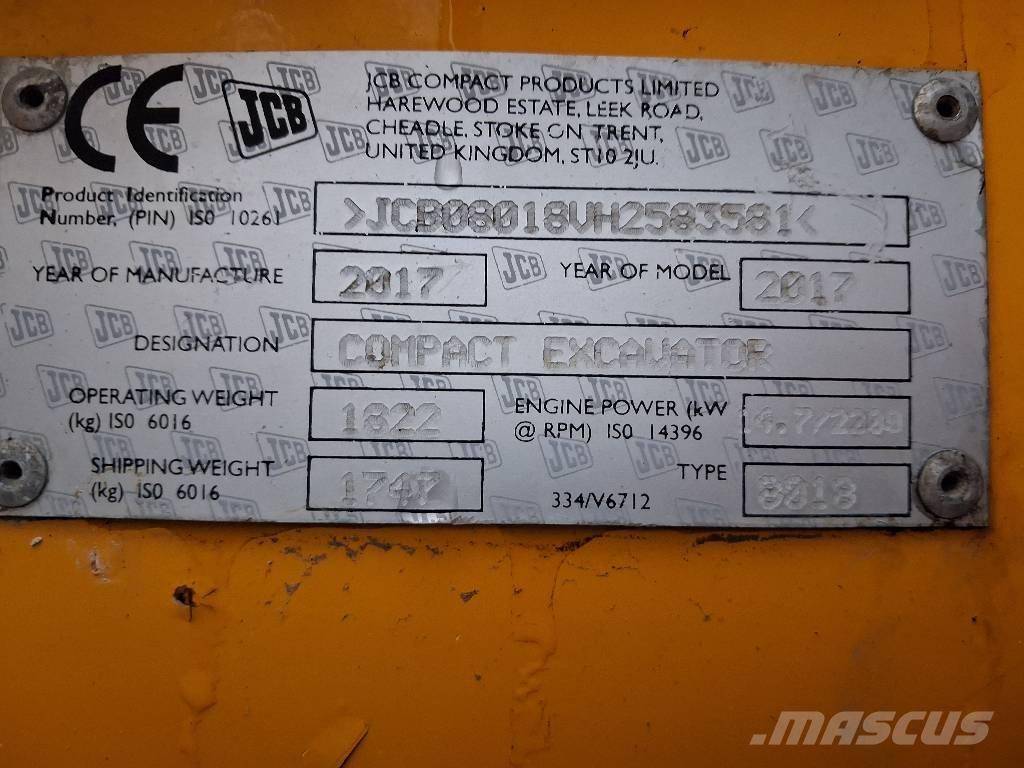 CE JCB
JCB COMPACT PRODUCTS LIMITED
HAREWOOD ESTATE, LEEK ROAD,
CHEADLE, STOKE ON TRENT,
UNITED KINGDOM, ST10 2JU.
Product Identification
Number, (PIN) ISO 10261
>JCB08018VH2583581<
YEAR OF MANUFACTURE 2017 YEAR OF MODEL 2017
DESIGNATION COMPACT EXCAVATOR
OPERATING WEIGHT
(kg) ISO 6016
1822
ENGINE POWER (kW
@ RPM) ISO 14396
SHIPPING WEIGHT
(kg) ISO 6016
1747
334/V6712
TYPE 8018
.MASCUS